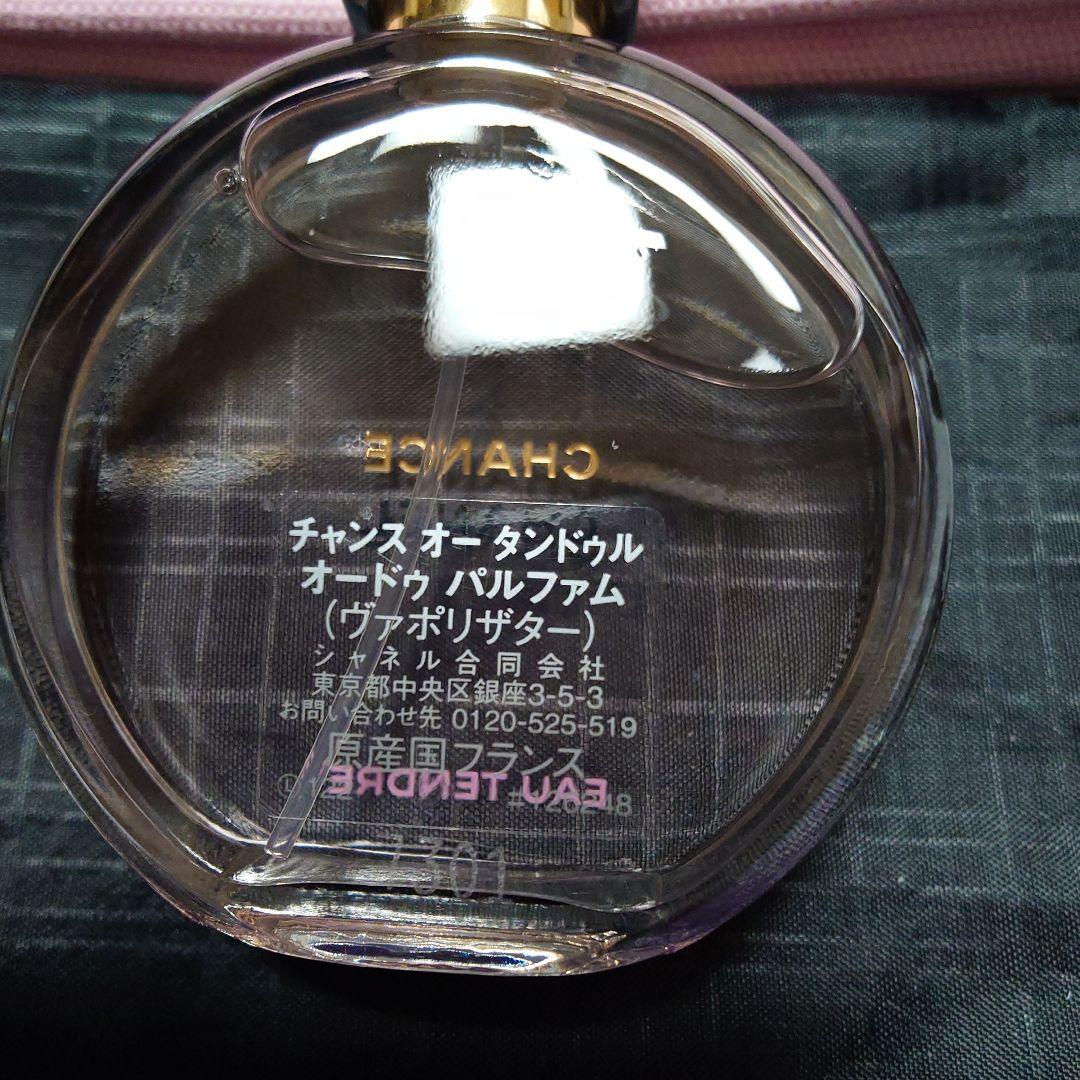 CHANCE
チャンス オー タンドゥル
オードゥ パルファム
(ヴァポリザター)
シャネル合同会社
東京都中央区銀座3-5-3
お問い合わせ先 0120-525-519
原産国フランス
EAU TENDRE